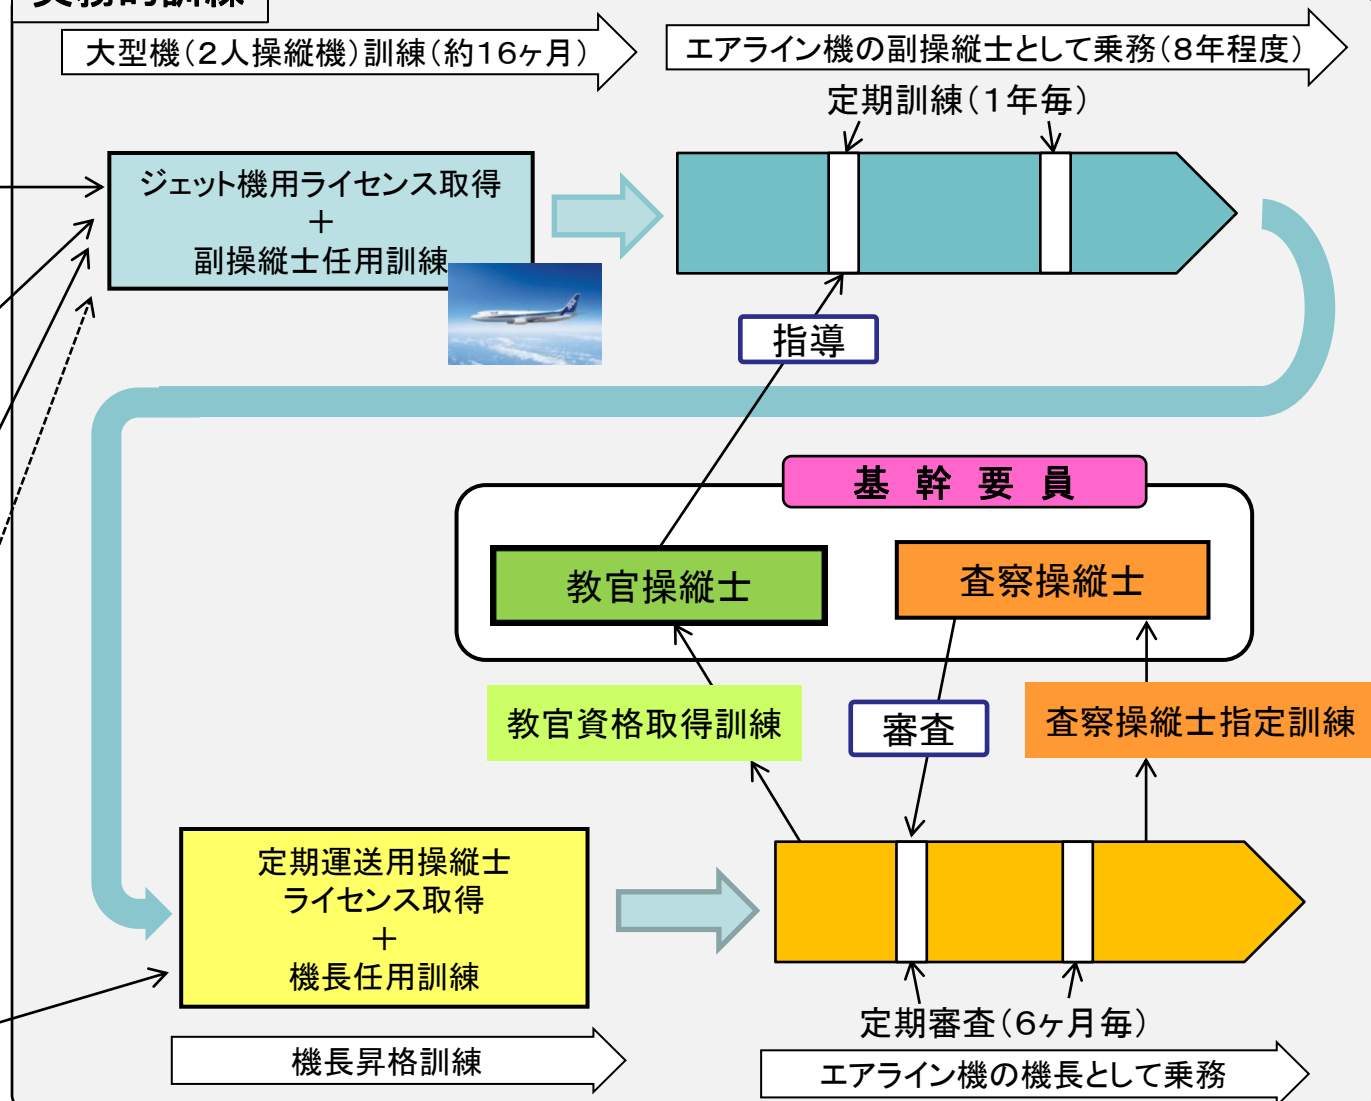 実務的訓練
大型機(2人操縦機)訓練(約16ヶ月)
エアライン機の副操縦士として乗務(8年程度)
定期訓練(1年毎)
ジェット機用ライセンス取得
+
副操縦士任用訓練
指導
基幹要員
教官操縦士
査察操縦士
教官資格取得訓練
審査
査察操縦士指定訓練
定期運送用操縦士
ライセンス取得
+
機長任用訓練
定期審査(6ヶ月毎)
機長昇格訓練
エアライン機の機長として乗務